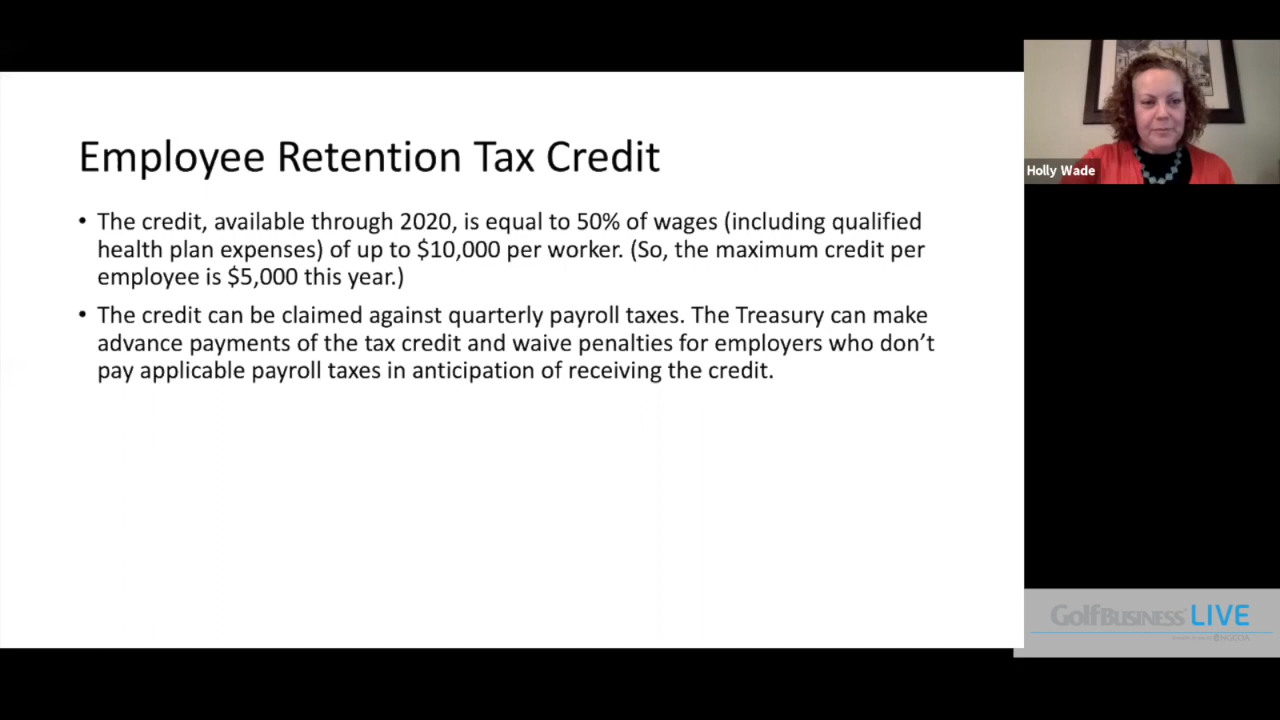 Employee Retention Tax Credit
• The credit, available through 2020, is equal to 50% of wages (including qualified
health plan expenses) of up to $10,000 per worker. (So, the maximum credit per
employee is $5,000 this year.)
• The credit can be claimed against quarterly payroll taxes. The Treasury can make
advance payments of the tax credit and waive penalties for employers who don’t
pay applicable payroll taxes in anticipation of receiving the credit.
Holly Wade
GolfBUSINESS LIVE
NGCOA